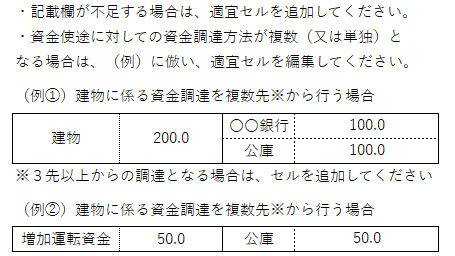 ・記載欄が不足する場合は、適宜セルを追加してください。
・資金使途に対しての資金調達方法が複数（又は単独）と
なる場合は、（例）に倣い、適宜セルを編集してください。
（例①）建物に係る資金調達を複数先※から行う場合
建物 200.0 〇〇銀行 100.0
公庫 100.0
※３先以上からの調達となる場合は、セルを追加してください
（例②）建物に係る資金調達を複数先※から行う場合
増加運転資金 50.0 公庫 50.0